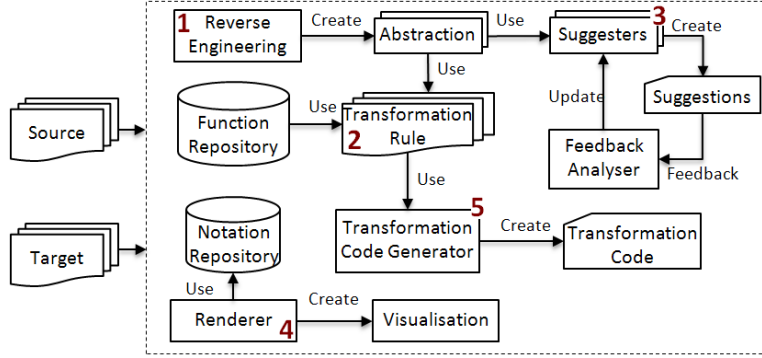 1
Reverse
Engineering
Create
Abstraction
Use
Suggesters
3
Create
Use
Source
Function
Repository
Use
Transformation
Rule
2
Update
Suggestions
Feedback
Analyser
Feedback
Use
Target
Notation
Repository
Transformation
Code Generator
5
Create
Transformation
Code
Use
Renderer
4
Create
Visualisation